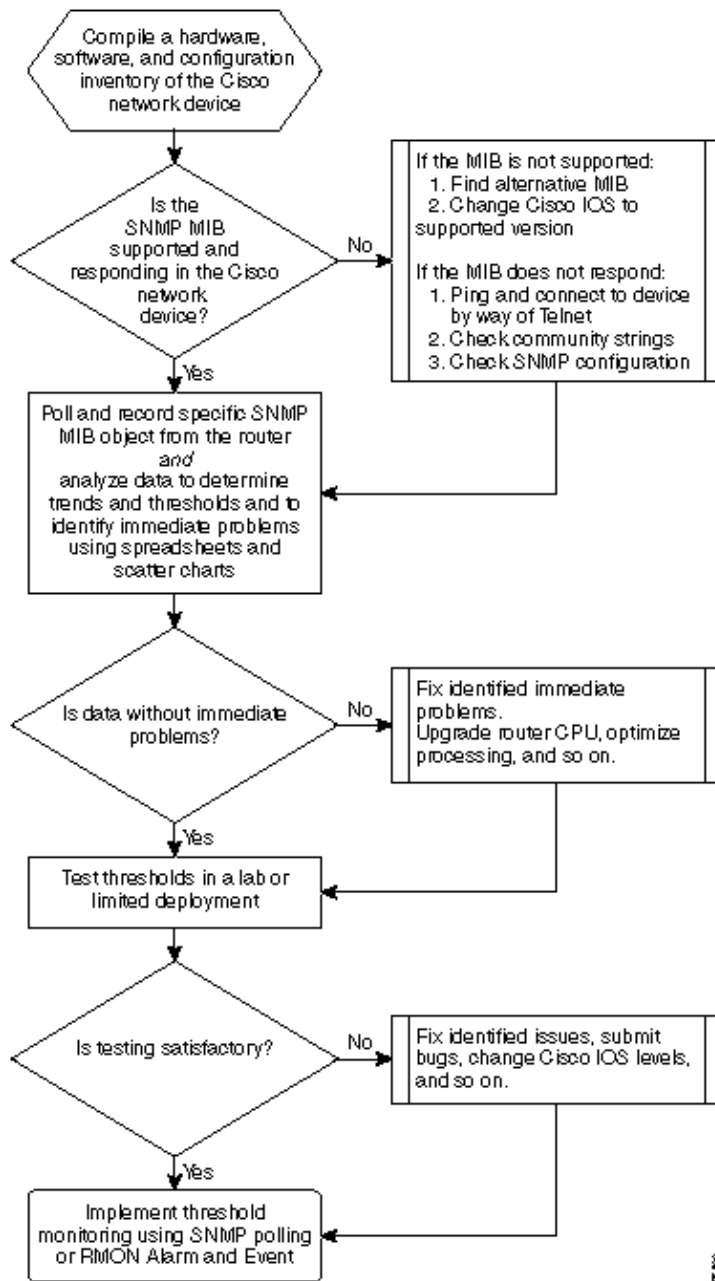 Compile a hardware,
software, and configuration
inventory of the Cisco
network device
Is the
SNMP MIB
supported and
responding in the Cisco
network
device?
No
If the MIB is not supported:
1. Find alternative MIB
2. Change Cisco IOS to
supported version
If the MIB does not respond:
1. Ping and connect to device
by way of Telnet
2. Check community strings
3. Check SNMP configuration
Yes
Poll and record specific SNMP
MIB object from the router
and
analyze data to determine
trends and thresholds and to
identify immediate problems
using spreadsheets and
scatter charts
Is data without immediate
problems?
No
Fix identified immediate
problems.
Upgrade router CPU, optimize
processing, and so on.
Yes
Test thresholds in a lab or
limited deployment
Is testing satisfactory?
No
Fix identified issues, submit
bugs, change Cisco IOS levels,
and so on.
Yes
Implement threshold
monitoring using SNMP polling
or RMON Alarm and Event